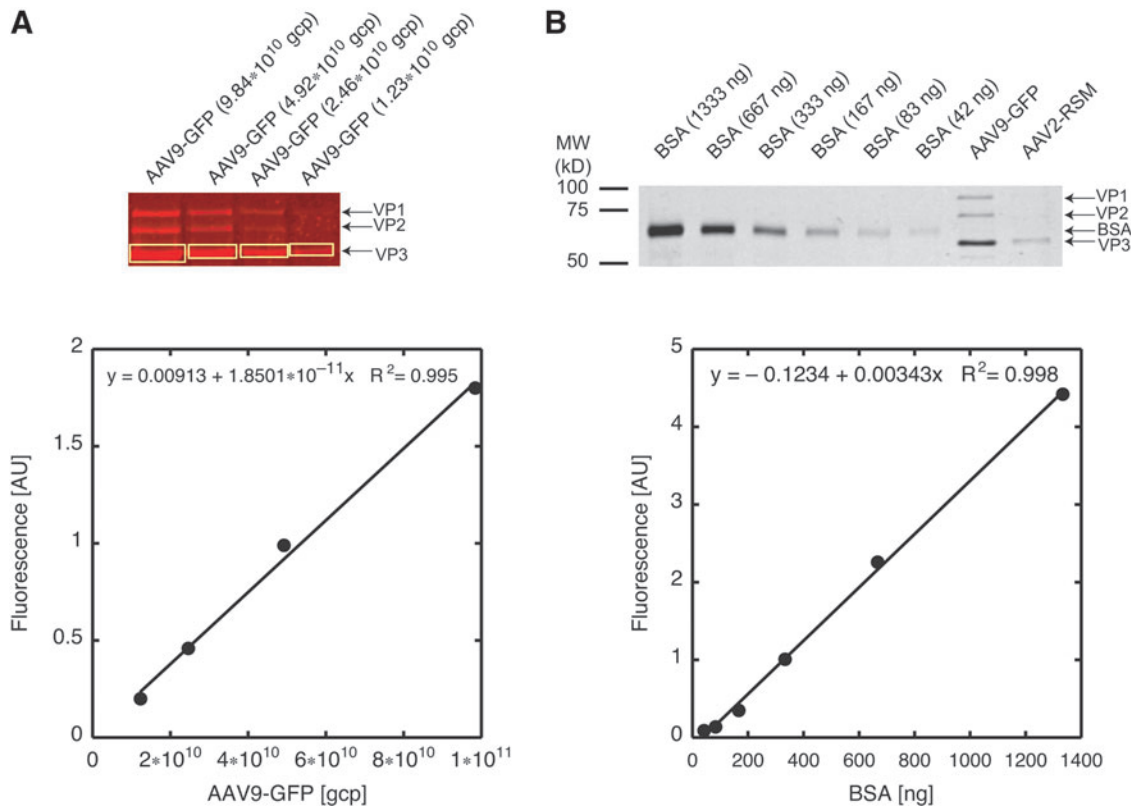 A
AAV9-GFP (9.84*10^10 gcp)
AAV9-GFP (4.92*10^10 gcp)
AAV9-GFP (2.46*10^10 gcp)
AAV9-GFP (1.23*10^10 gcp)
VP1
VP2
VP3
y = 0.00913 + 1.8501*10^−11x R^2= 0.995
Fluorescence [AU]
2
1.5
1
0.5
0
0
2*10^10
4*10^10
6*10^10
8*10^10
1*10^11
AAV9-GFP [gcp]
B
MW
(kD)
BSA (1333 ng)
BSA (667 ng)
BSA (333 ng)
BSA (167 ng)
BSA (83 ng)
BSA (42 ng)
AAV9-GFP
AAV2-RSM
100
75
50
VP1
VP2
BSA
VP3
y = − 0.1234 + 0.00343x R^2= 0.998
Fluorescence [AU]
5
4
3
2
1
0
0
200
400
600
800
1000
1200
1400
BSA [ng]